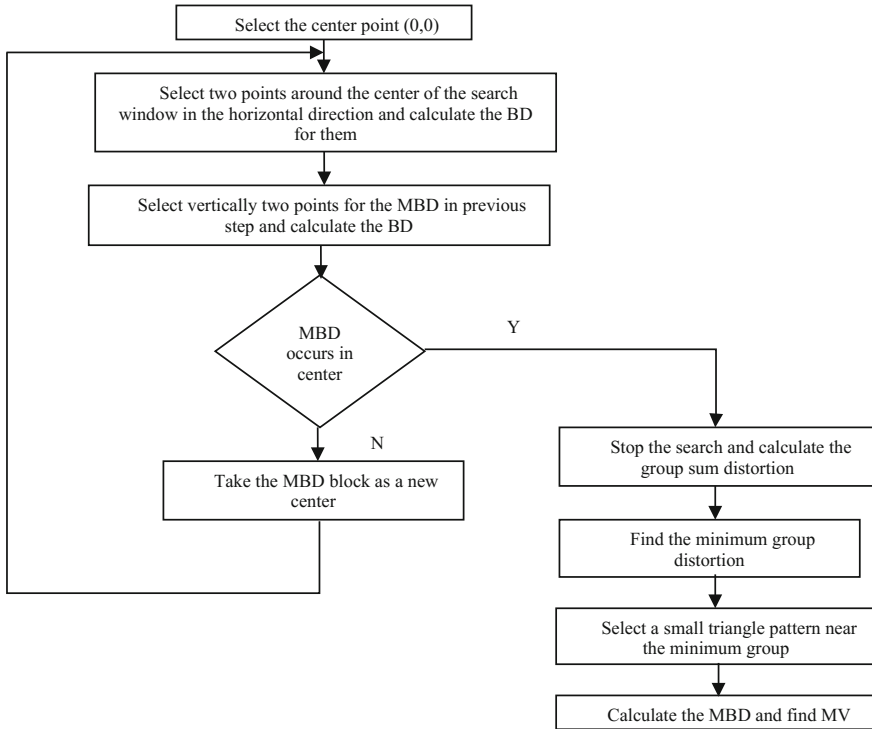 Select the center point (0,0)
Select two points around the center of the search
window in the horizontal direction and calculate the BD
for them
Select vertically two points for the MBD in previous
step and calculate the BD
MBD
occurs in
center
Y
N
Take the MBD block as a new
center
Stop the search and calculate the
group sum distortion
Find the minimum group
distortion
Select a small triangle pattern near
the minimum group
Calculate the MBD and find MV